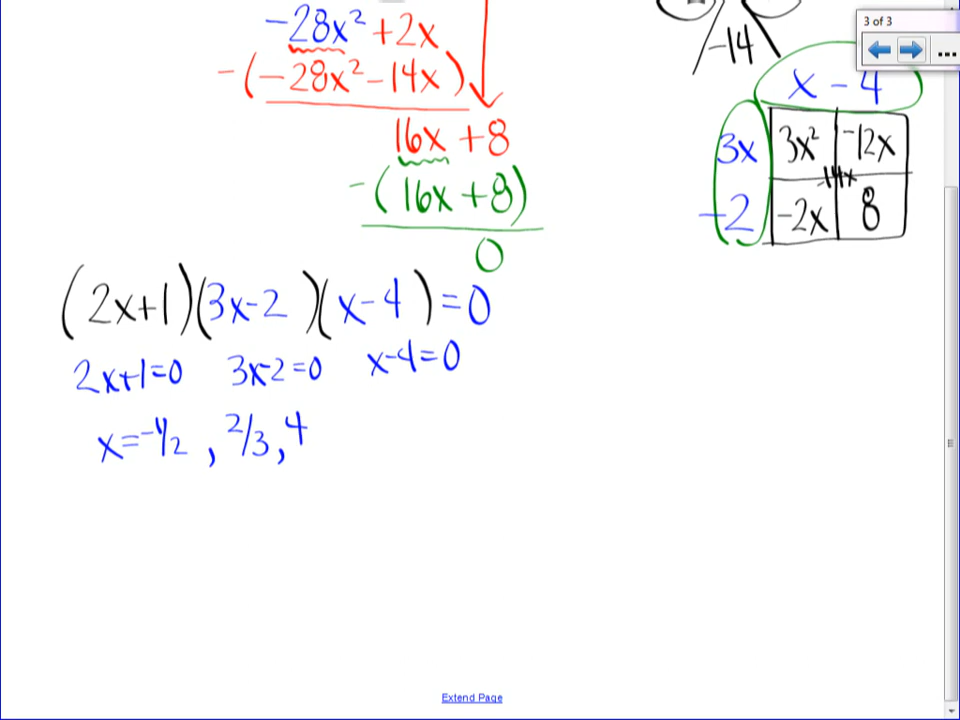 -28x² + 2x
-(-28x² - 14x)
16x + 8
-(16x + 8)
0
(2x+1)(3x-2)(x-4) = 0
2x+1=0 3x-2=0 x-4=0
x = -1/2 , 2/3 , 4
-14
3 of 3
...
x - 4
3x 3x² -12x
-14x
-2 -2x 8
Extend Page